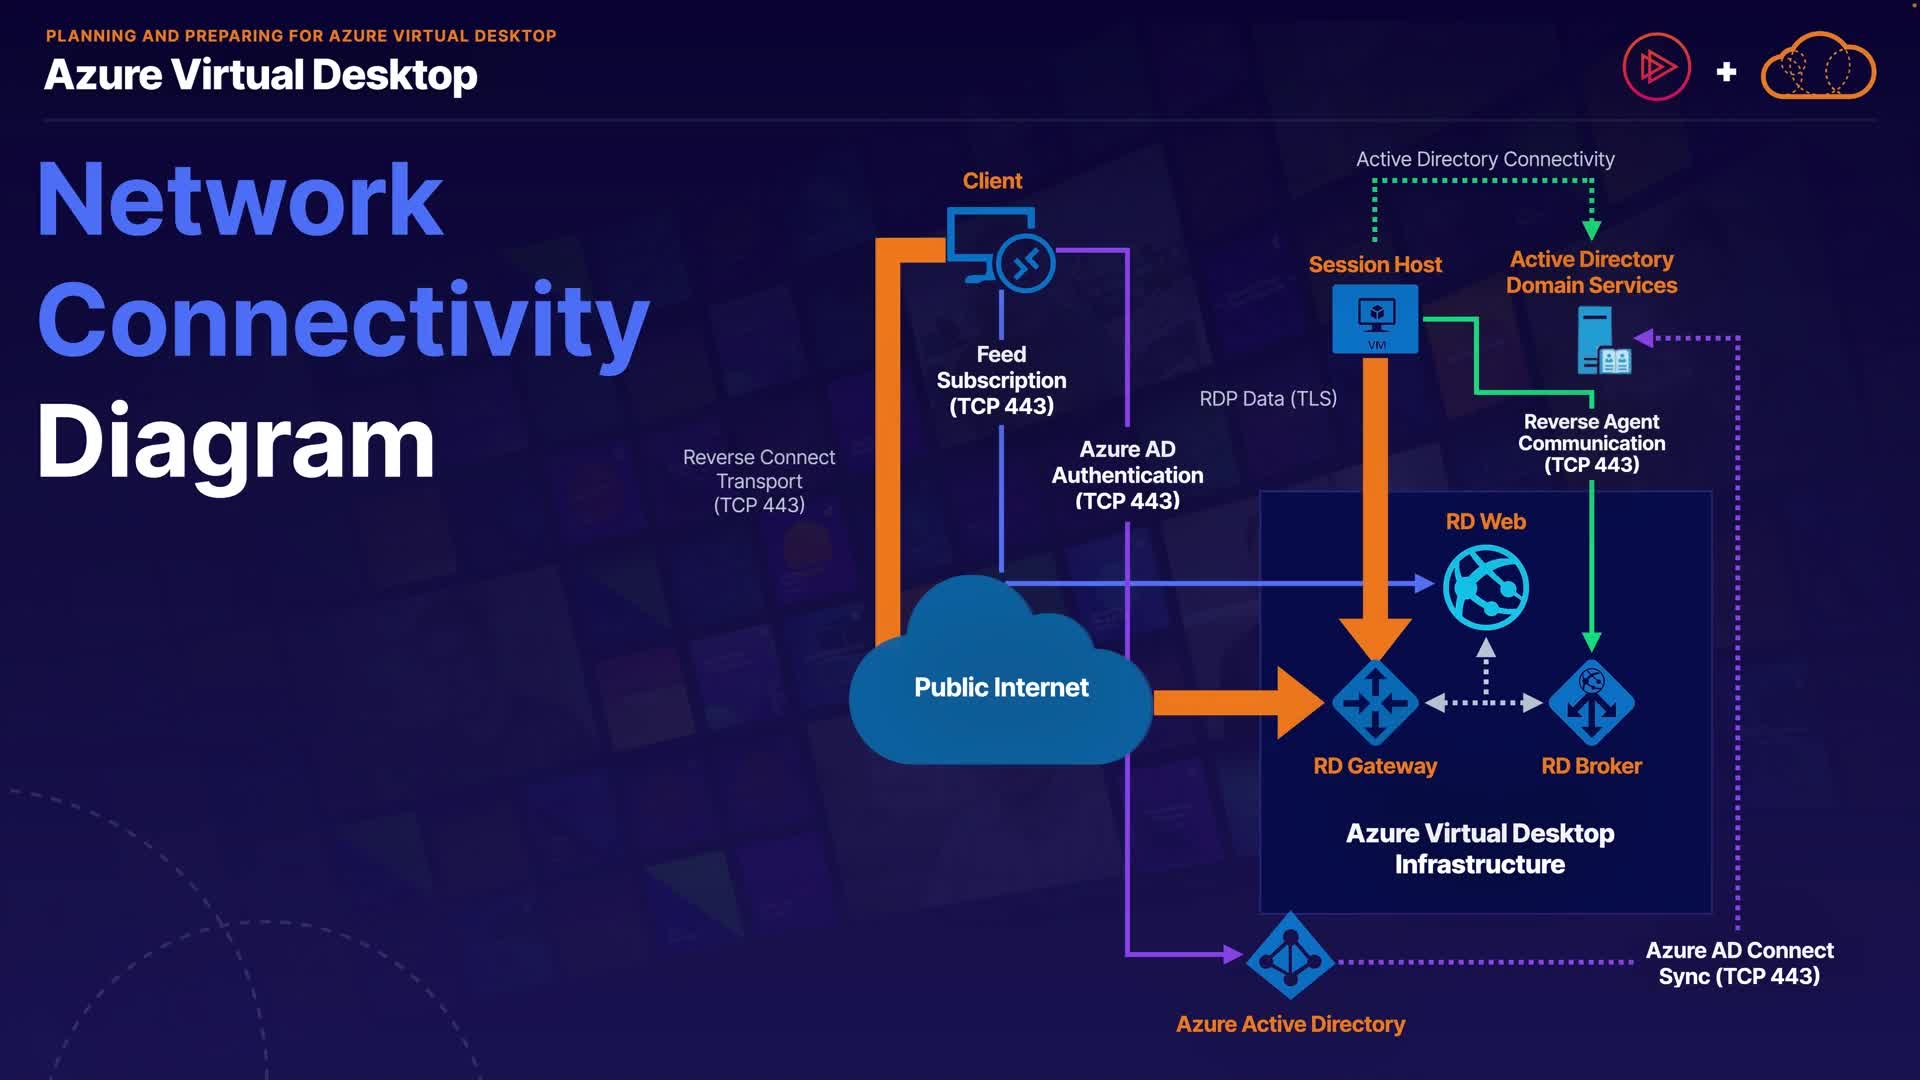 PLANNING AND PREPARING FOR AZURE VIRTUAL DESKTOP
Azure Virtual Desktop
Network
Connectivity
Diagram
Client
Feed
Subscription
(TCP 443)
Reverse Connect
Transport
(TCP 443)
Azure AD
Authentication
(TCP 443)
Public Internet
Active Directory Connectivity
Session Host
VM
Active Directory
Domain Services
RDP Data (TLS)
Reverse Agent
Communication
(TCP 443)
RD Web
RD Gateway
RD Broker
Azure Virtual Desktop
Infrastructure
Azure AD Connect
Sync (TCP 443)
Azure Active Directory